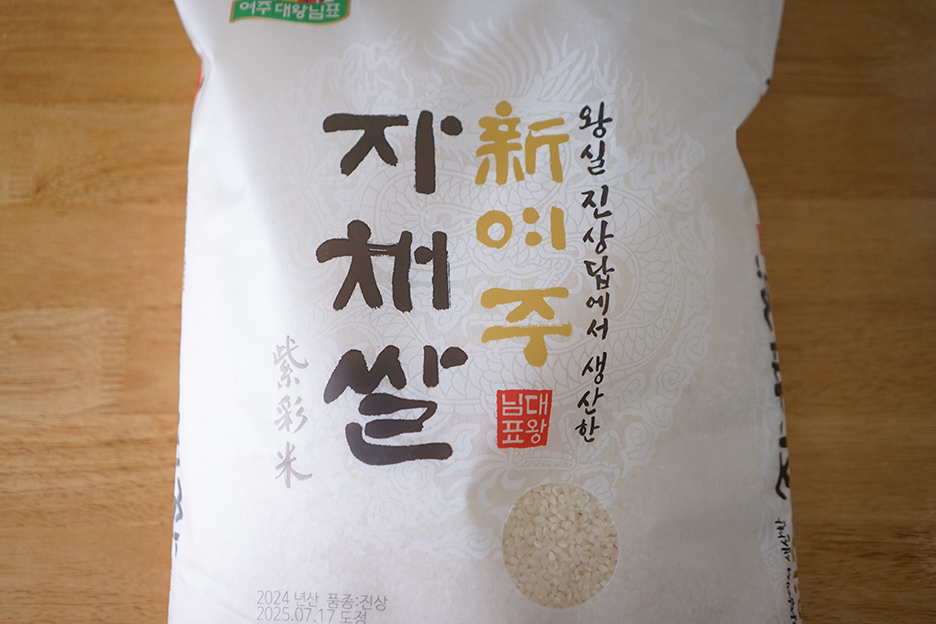 여주 대왕님표
왕실 진상답에서 생산한
新여주
대왕
님표
자채쌀
紫彩米
2024 년산 품종:진상
2025.07.17 도정